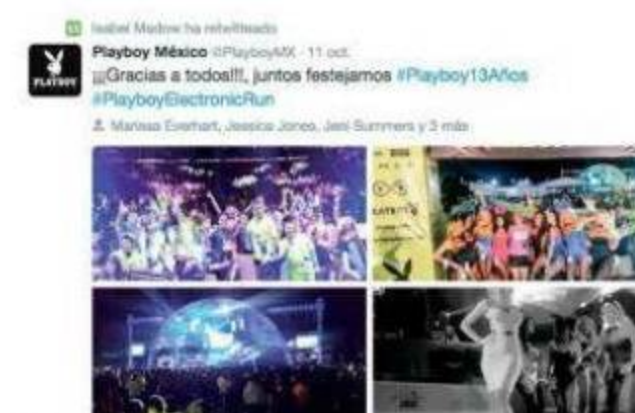 Isabel Madow ha retwitteado
Playboy México @PlayboyMX · 11 oct.
¡¡¡Gracias a todos!!!, juntos festejamos #Playboy13Años
#PlayboyElectronicRun
Marissa Everhart, Jessica Jones, Jeni Summers y 3 más
PLAYBOY